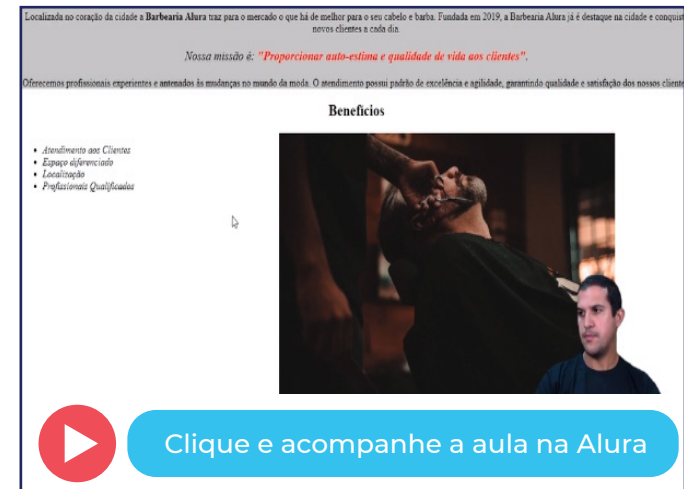 Localizada no coração da cidade a Barbearia Alura traz para o mercado o que há de melhor para o seu cabelo e barba. Fundada em 2019, a Barbearia Alura já é destaque na cidade e conquist
novos clientes a cada dia.
Nossa missão é: "Proporcionar auto-estima e qualidade de vida aos clientes".
Oferecemos profissionais experientes e antenados às mudanças no mundo da moda. O atendimento possui padrão de excelência e agilidade, garantindo qualidade e satisfação dos nossos cliente
Benefícios
Atendimento aos Clientes
Espaço diferenciado
Localização
Profissionais Qualificados
Clique e acompanhe a aula na Alura